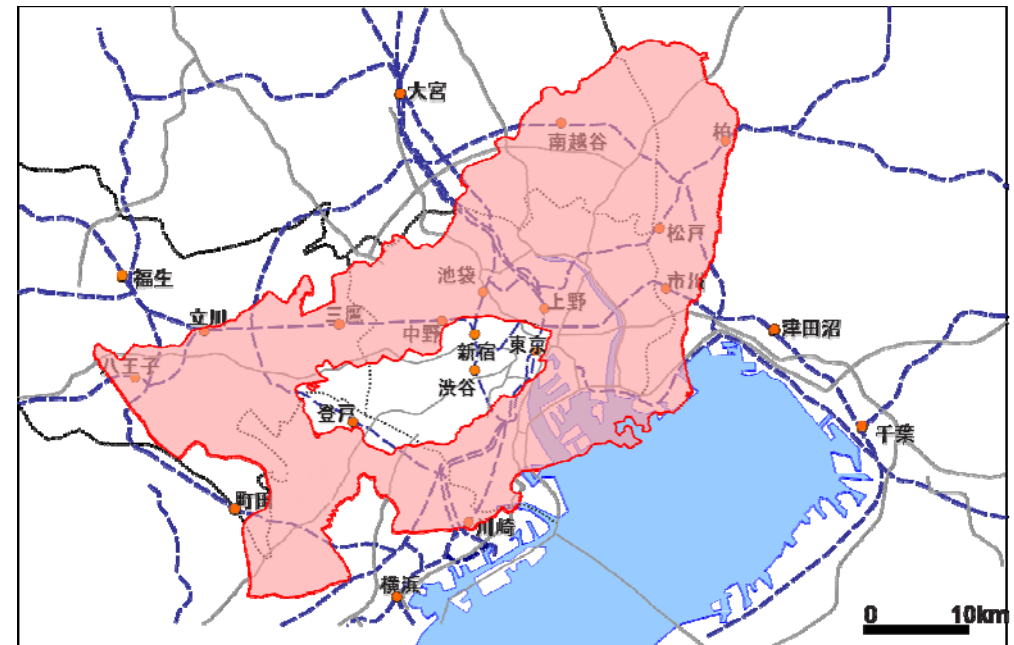 大宮
南越谷
柏
松戸
福生
池袋
市川
上野
立川
三鷹
中野
新宿
東京
津田沼
八王子
渋谷
登戸
千葉
町田
川崎
横浜
0 10km